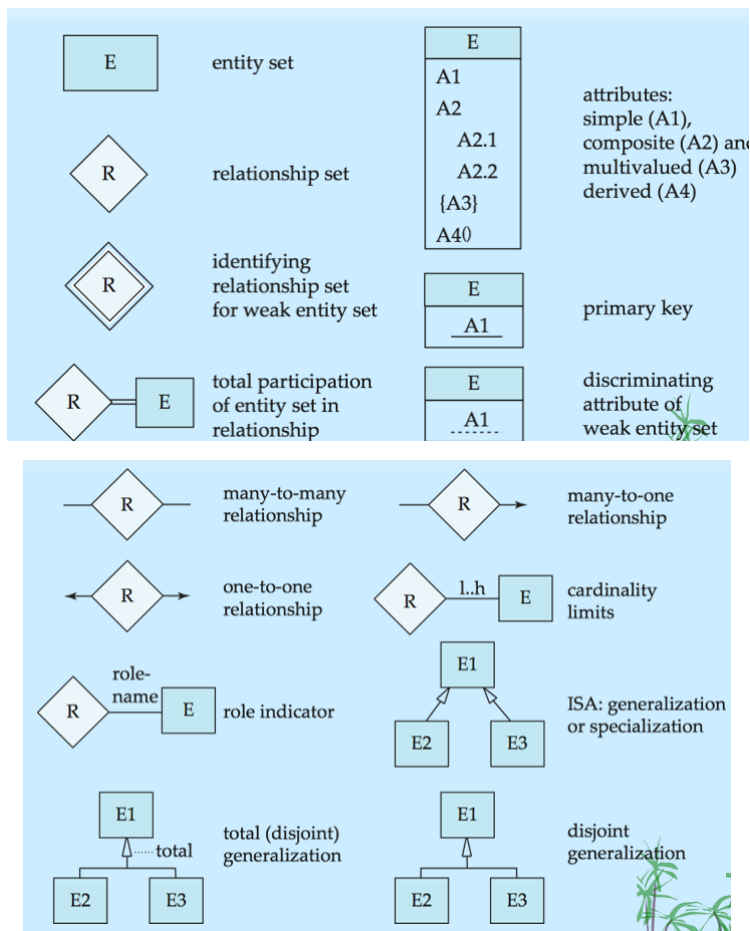 E
entity set
R
relationship set
R
identifying
relationship set
for weak entity set
R
E
total participation
of entity set in
relationship
E
A1
A2
A2.1
A2.2
{A3}
A4()
attributes:
simple (A1),
composite (A2) and
multivalued (A3)
derived (A4)
E
A1
primary key
E
A1
discriminating
attribute of
weak entity set
R
many-to-many
relationship
R
many-to-one
relationship
R
one-to-one
relationship
R
l..h
E
cardinality
limits
R
role-
name
E
role indicator
E1
E2
E3
ISA: generalization
or specialization
E1
total
E2
E3
total (disjoint)
generalization
E1
E2
E3
disjoint
generalization